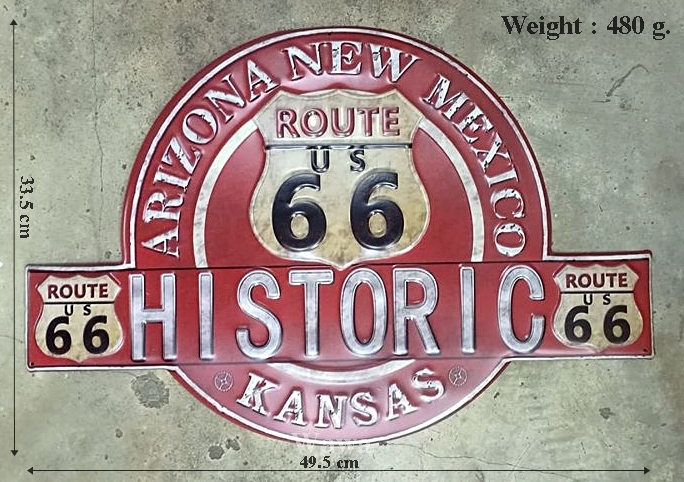 Weight : 480 g.
ARIZONA NEW MEXICO
ROUTE
US
66
33.5 cm
HISTORIC
ROUTE
US
66
ROUTE
US
66
KANSAS
49.5 cm